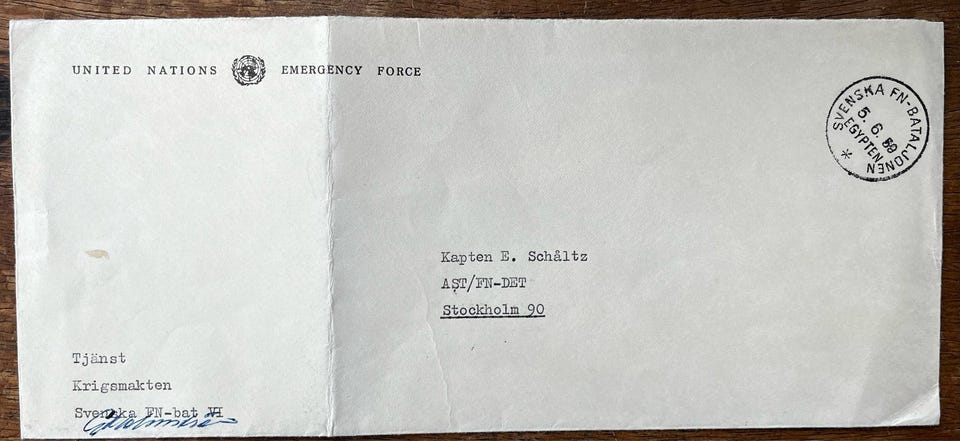 UNITED NATIONS EMERGENCY FORCE
SVENSKA FN-BATALJONEN
5. 6. 59
EGYPTEN
*
Kapten E. Schåltz
AST/FN-DET
Stockholm 90
Tjänst
Krigsmakten
Svenska FN-bat VI